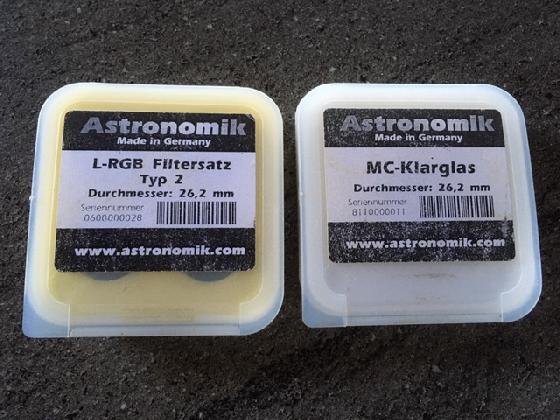 Astronomik
Made in Germany
L-RGB Filtersatz
Typ 2
Durchmesser: 26,2 mm
Seriennummer
0600000028
www.astronomik.com
Astronomik
Made in Germany
MC-Klarglas
Durchmesser: 26,2 mm
Seriennummer
8110000011
www.astronomik.com